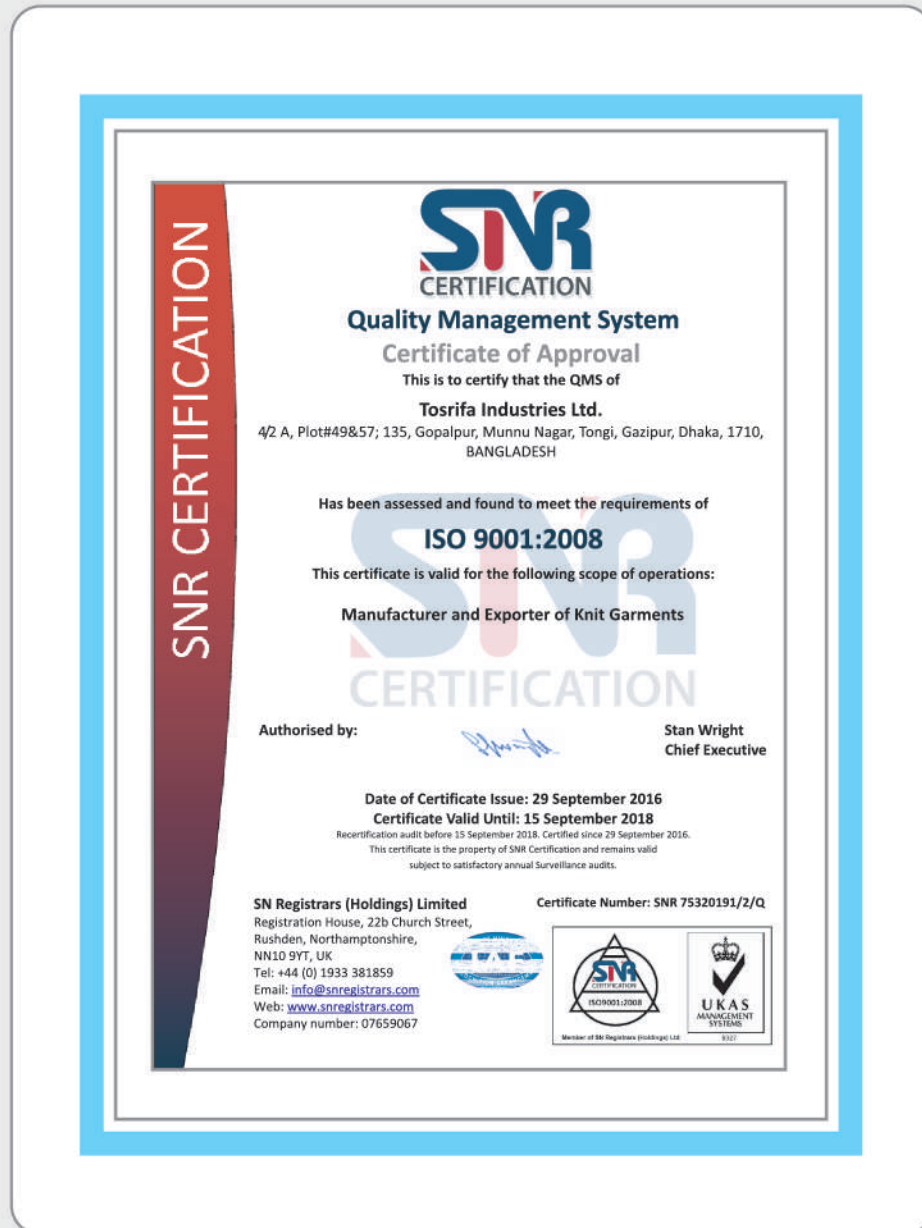 SNR CERTIFICATION
SNR
CERTIFICATION
Quality Management System
Certificate of Approval
This is to certify that the QMS of
Tosrifa Industries Ltd.
4/2 A, Plot#49&57; 135, Gopalpur, Munnu Nagar, Tongi, Gazipur, Dhaka, 1710,
BANGLADESH
Has been assessed and found to meet the requirements of
ISO 9001:2008
This certificate is valid for the following scope of operations:
Manufacturer and Exporter of Knit Garments
SNR
CERTIFICATION
Authorised by:
Stan Wright
Chief Executive
Date of Certificate Issue: 29 September 2016
Certificate Valid Until: 15 September 2018
Recertification audit before 15 September 2018. Certified since 29 September 2016.
This certificate is the property of SNR Certification and remains valid
subject to satisfactory annual Surveillance audits.
SN Registrars (Holdings) Limited
Registration House, 22b Church Street,
Rushden, Northamptonshire,
NN10 9YT, UK
Tel: +44 (0) 1933 381859
Email: info@snregistrars.com
Web: www.snregistrars.com
Company number: 07659067
Certificate Number: SNR 75320191/2/Q
SNR
CERTIFICATION
ISO9001:2008
Member of SN Registrars (Holdings) Ltd
UKAS
MANAGEMENT
SYSTEMS